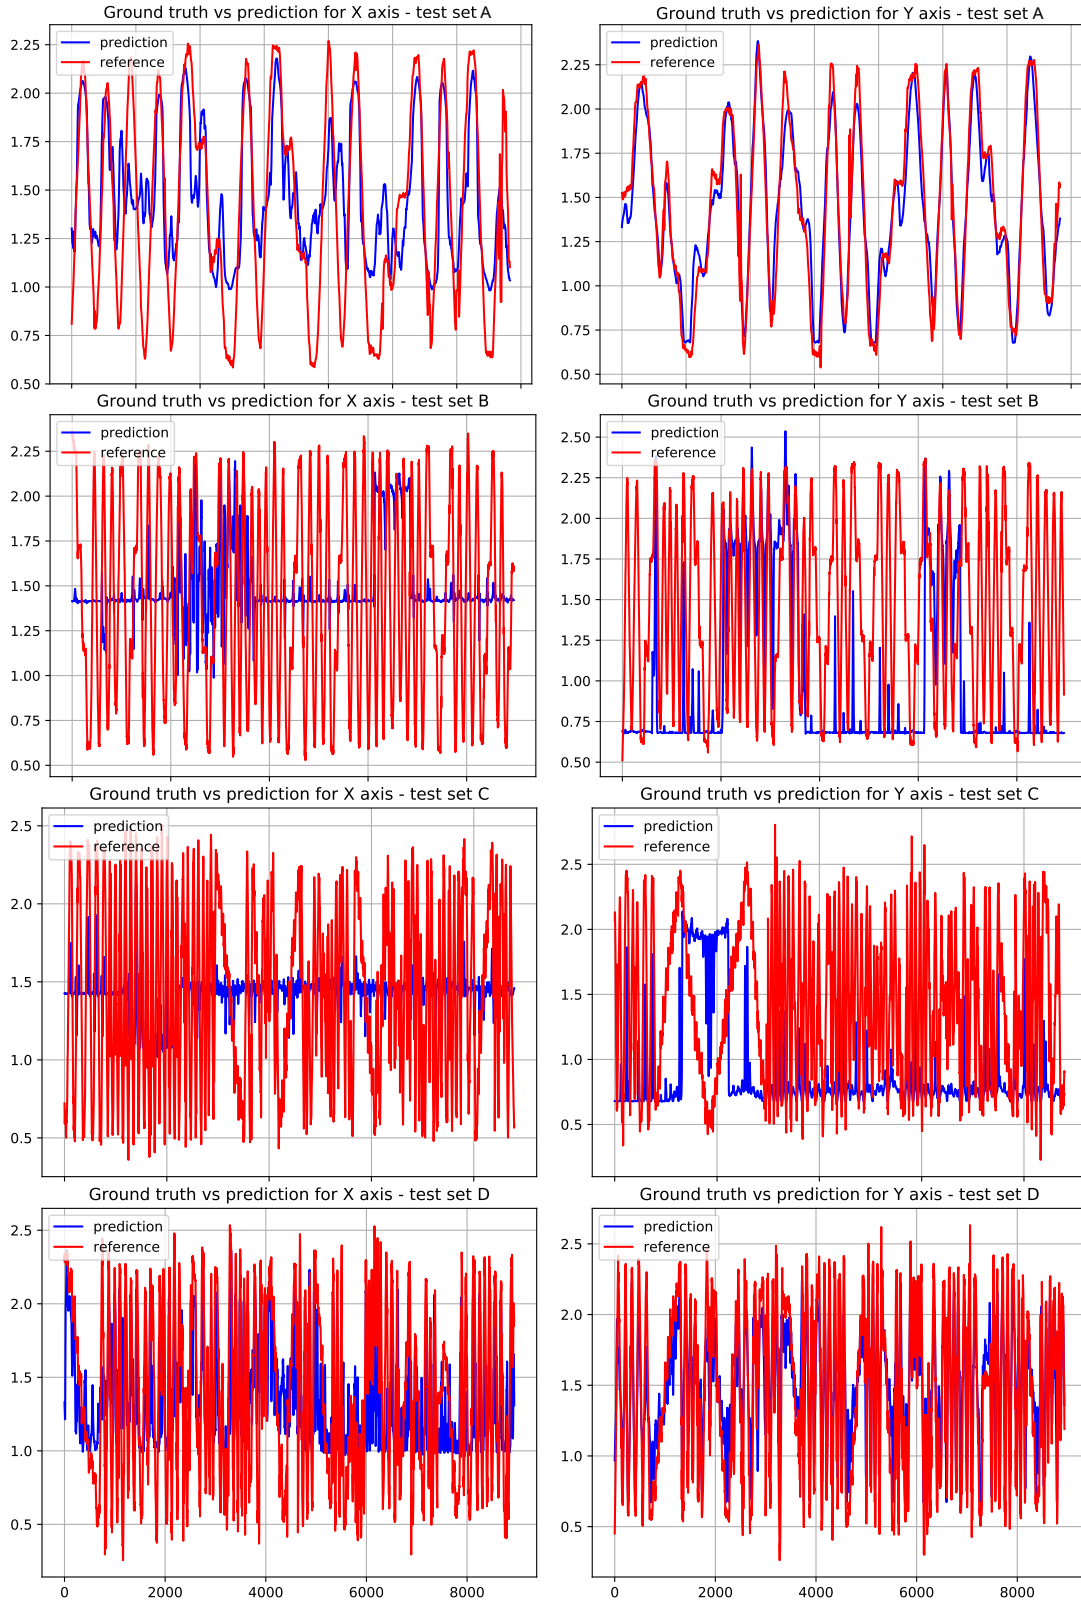 Ground truth vs prediction for X axis - test set A
prediction
reference
2.25
2.00
1.75
1.50
1.25
1.00
0.75
0.50
Ground truth vs prediction for Y axis - test set A
2.25
2.00
1.75
1.50
1.25
1.00
0.75
0.50
Ground truth vs prediction for X axis - test set B
prediction
reference
2.25
2.00
1.75
1.50
1.25
1.00
0.75
0.50
Ground truth vs prediction for Y axis - test set B
prediction
reference
2.50
2.25
2.00
1.75
1.50
1.25
1.00
0.75
0.50
Ground truth vs prediction for X axis - test set C
prediction
reference
2.5
2.0
1.5
1.0
0.5
Ground truth vs prediction for Y axis - test set C
prediction
reference
2.5
2.0
1.5
1.0
0.5
Ground truth vs prediction for X axis - test set D
prediction
reference
2.5
2.0
1.5
1.0
0.5
0 2000 4000 6000 8000
Ground truth vs prediction for Y axis - test set D
prediction
reference
2.5
2.0
1.5
1.0
0.5
0 2000 4000 6000 8000